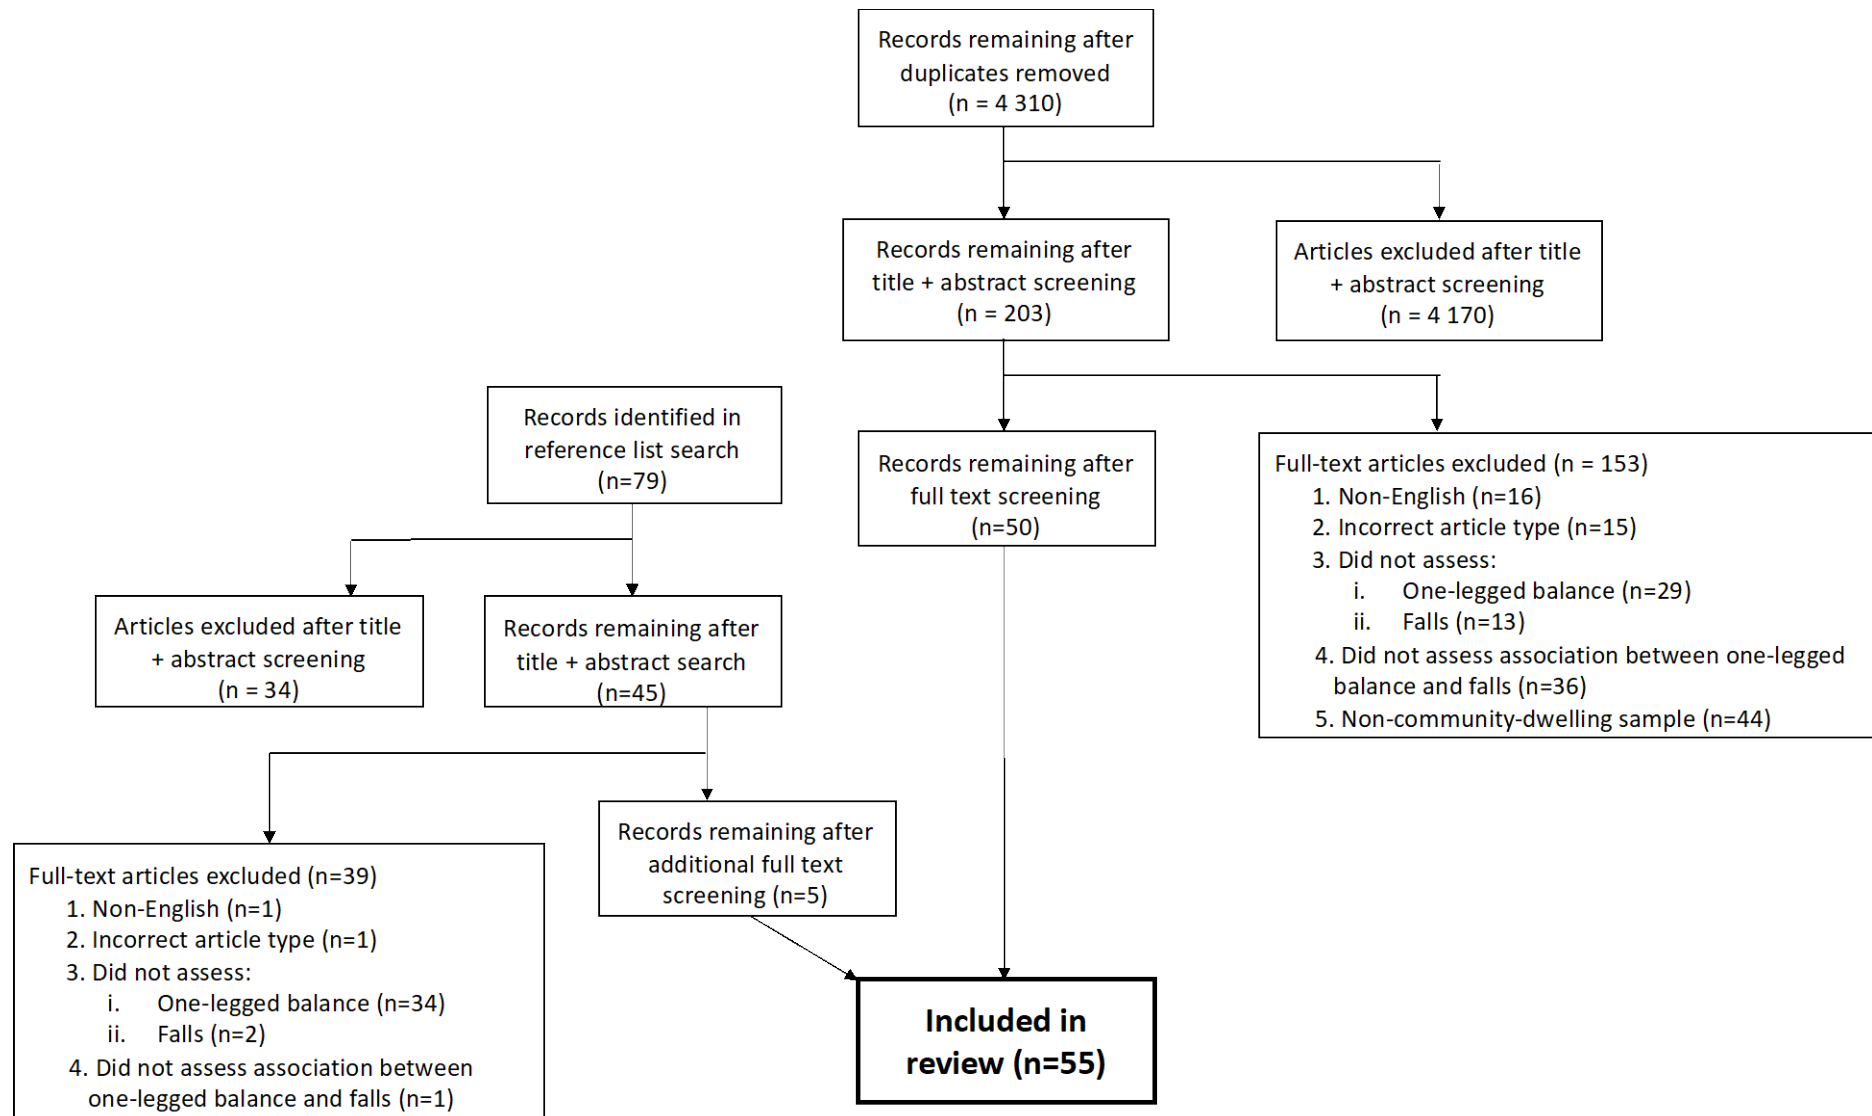 Records remaining after
duplicates removed
(n = 4 310)
Records remaining after
title + abstract screening
(n = 203)
Articles excluded after title
+ abstract screening
(n = 4 170)
Records identified in
reference list search
(n=79)
Records remaining after
full text screening
(n=50)
Full-text articles excluded (n = 153)
1. Non-English (n=16)
2. Incorrect article type (n=15)
3. Did not assess:
i. One-legged balance (n=29)
ii. Falls (n=13)
4. Did not assess association between one-legged
balance and falls (n=36)
5. Non-community-dwelling sample (n=44)
Articles excluded after title
+ abstract screening
(n = 34)
Records remaining after
title + abstract search
(n=45)
Records remaining after
additional full text
screening (n=5)
Full-text articles excluded (n=39)
1. Non-English (n=1)
2. Incorrect article type (n=1)
3. Did not assess:
i. One-legged balance (n=34)
ii. Falls (n=2)
4. Did not assess association between
one-legged balance and falls (n=1)
Included in
review (n=55)